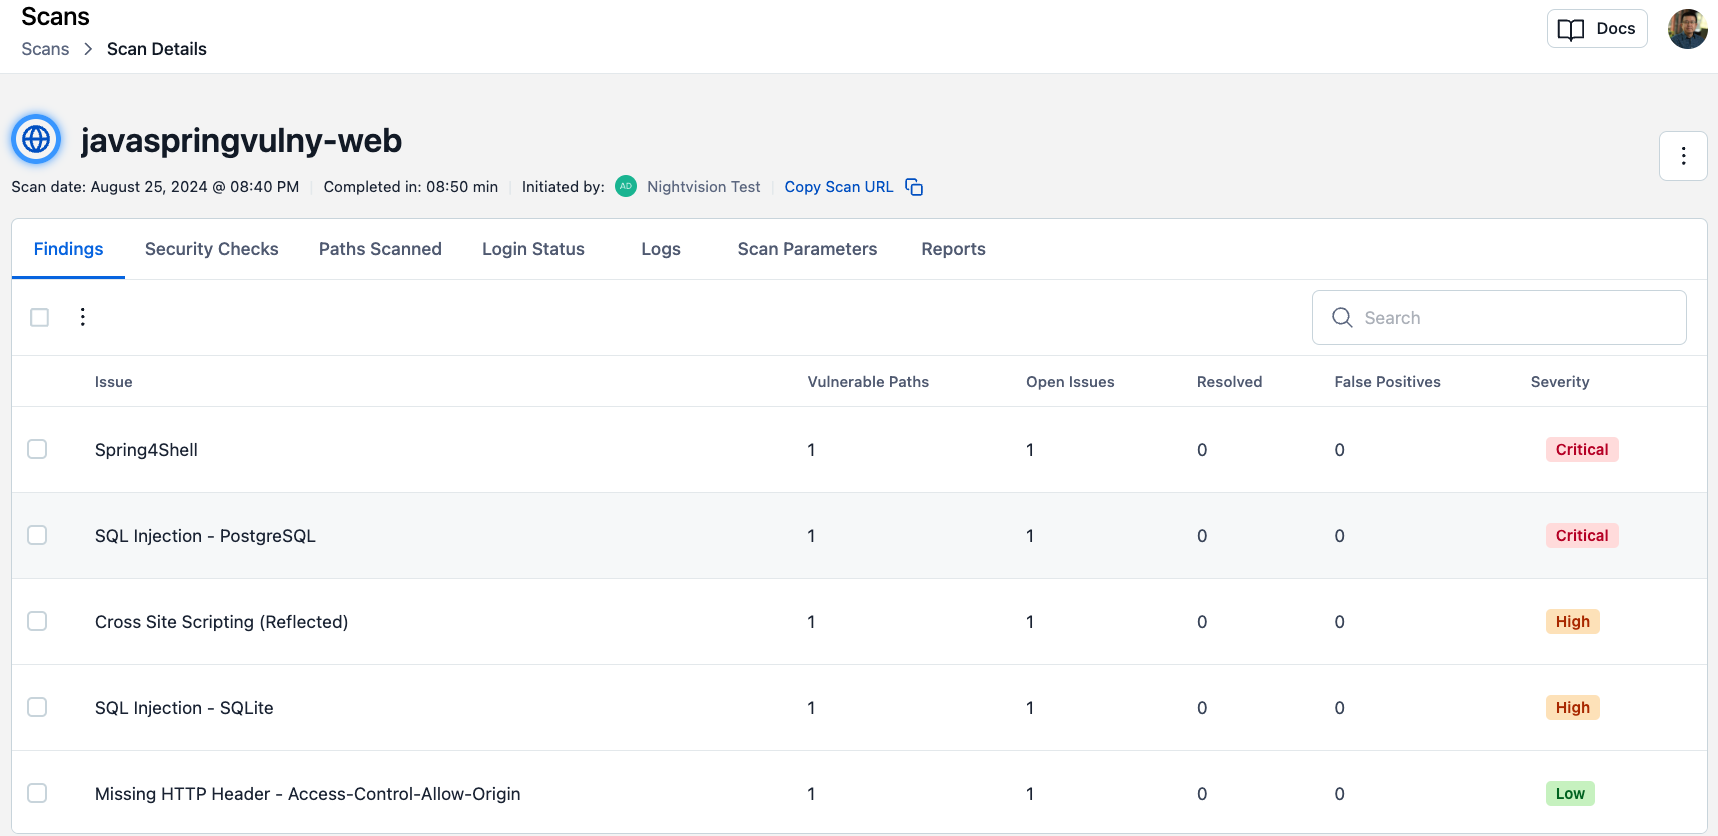 Scans
Scans > Scan Details
Docs
javaspringvulny-web
Scan date: August 25, 2024 @ 08:40 PM Completed in: 08:50 min Initiated by: AD Nightvision Test Copy Scan URL
Findings Security Checks Paths Scanned Login Status Logs Scan Parameters Reports
Search
Issue Vulnerable Paths Open Issues Resolved False Positives Severity
Spring4Shell 1 1 0 0 Critical
SQL Injection - PostgreSQL 1 1 0 0 Critical
Cross Site Scripting (Reflected) 1 1 0 0 High
SQL Injection - SQLite 1 1 0 0 High
Missing HTTP Header - Access-Control-Allow-Origin 1 1 0 0 Low